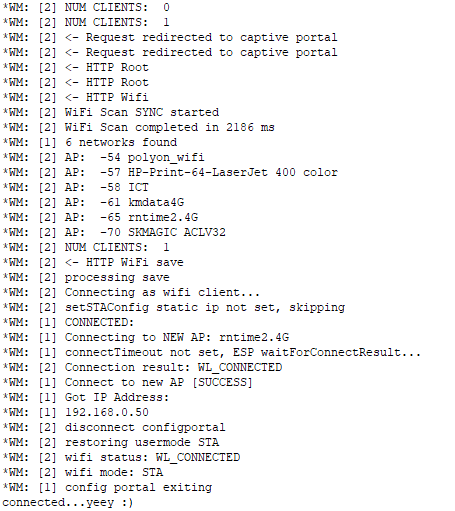 *WM: [2] NUM CLIENTS:  0
*WM: [2] NUM CLIENTS:  1
*WM: [2] <- Request redirected to captive portal
*WM: [2] <- Request redirected to captive portal
*WM: [2] <- HTTP Root
*WM: [2] <- HTTP Root
*WM: [2] <- HTTP Wifi
*WM: [2] WiFi Scan SYNC started
*WM: [2] WiFi Scan completed in 2186 ms
*WM: [1] 6 networks found
*WM: [2] AP:  -54 polyon_wifi
*WM: [2] AP:  -57 HP-Print-64-LaserJet 400 color
*WM: [2] AP:  -58 ICT
*WM: [2] AP:  -61 kmdata4G
*WM: [2] AP:  -65 rntime2.4G
*WM: [2] AP:  -70 SKMAGIC ACLV32
*WM: [2] NUM CLIENTS:  1
*WM: [2] <- HTTP WiFi save
*WM: [2] processing save
*WM: [2] Connecting as wifi client...
*WM: [2] setSTAConfig static ip not set, skipping
*WM: [1] CONNECTED:
*WM: [1] Connecting to NEW AP: rntime2.4G
*WM: [1] connectTimeout not set, ESP waitForConnectResult...
*WM: [2] Connection result: WL_CONNECTED
*WM: [1] Connect to new AP [SUCCESS]
*WM: [1] Got IP Address:
*WM: [1] 192.168.0.50
*WM: [2] disconnect configportal
*WM: [2] restoring usermode STA
*WM: [2] wifi status: WL_CONNECTED
*WM: [2] wifi mode: STA
*WM: [1] config portal exiting
connected...yeey :)